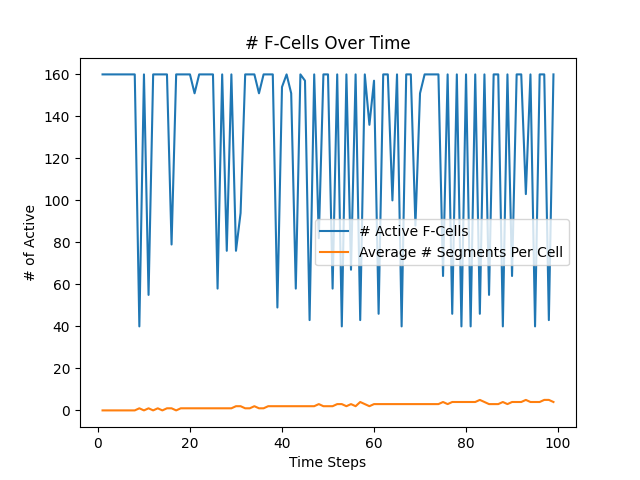 # F-Cells Over Time
# of Active
160
140
120
100
80
60
40
20
0
# Active F-Cells
Average # Segments Per Cell
0 20 40 60 80 100
Time Steps